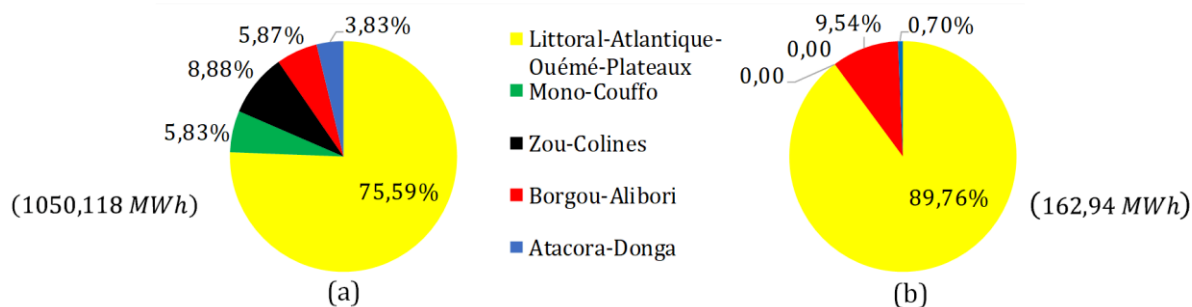 3,83%
5,87%
8,88%
5,83%
75,59%
(1050,118 MWh)
(a)
Littoral-Atlantique-
Ouémé-Plateaux
Mono-Couffo
Zou-Colines
Borgou-Alibori
Atacora-Donga
9,54%
0,70%
0,00
0,00
89,76%
(162,94 MWh)
(b)